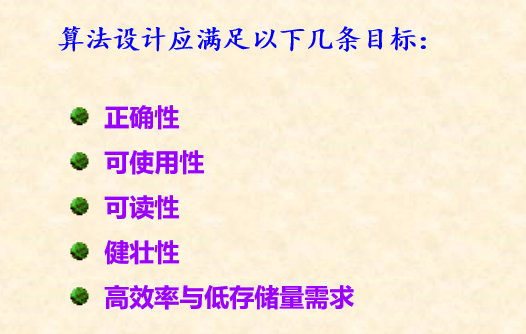 算法设计应满足以下几条目标：
正确性
可使用性
可读性
健壮性
高效率与低存储量需求